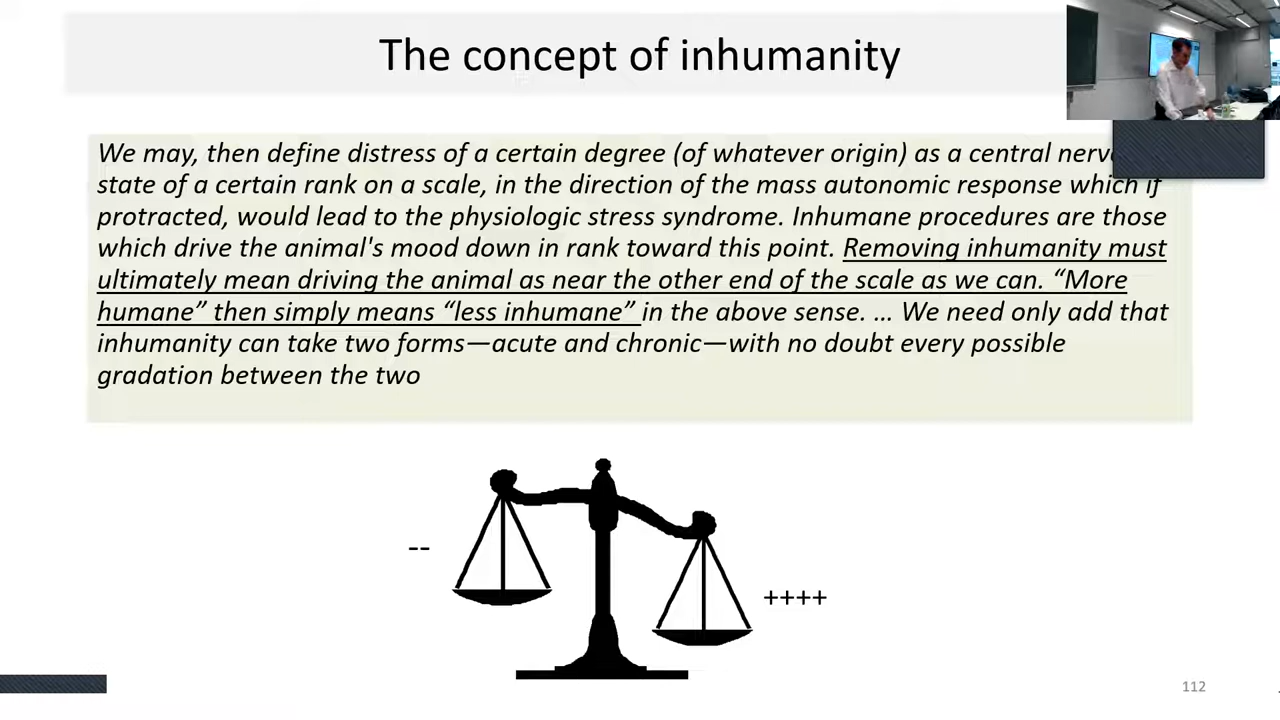 The concept of inhumanity
We may, then define distress of a certain degree (of whatever origin) as a central
state of a certain rank on a scale, in the direction of the mass autonomic response which if
protracted, would lead to the physiologic stress syndrome. Inhumane procedures are those
which drive the animal's mood down in rank toward this point. Removing inhumanity must
ultimately mean driving the animal as near the other end of the scale as we can. “More
humane” then simply means “less inhumane” in the above sense. … We need only add that
inhumanity can take two forms—acute and chronic—with no doubt every possible
gradation between the two
--
++++
112